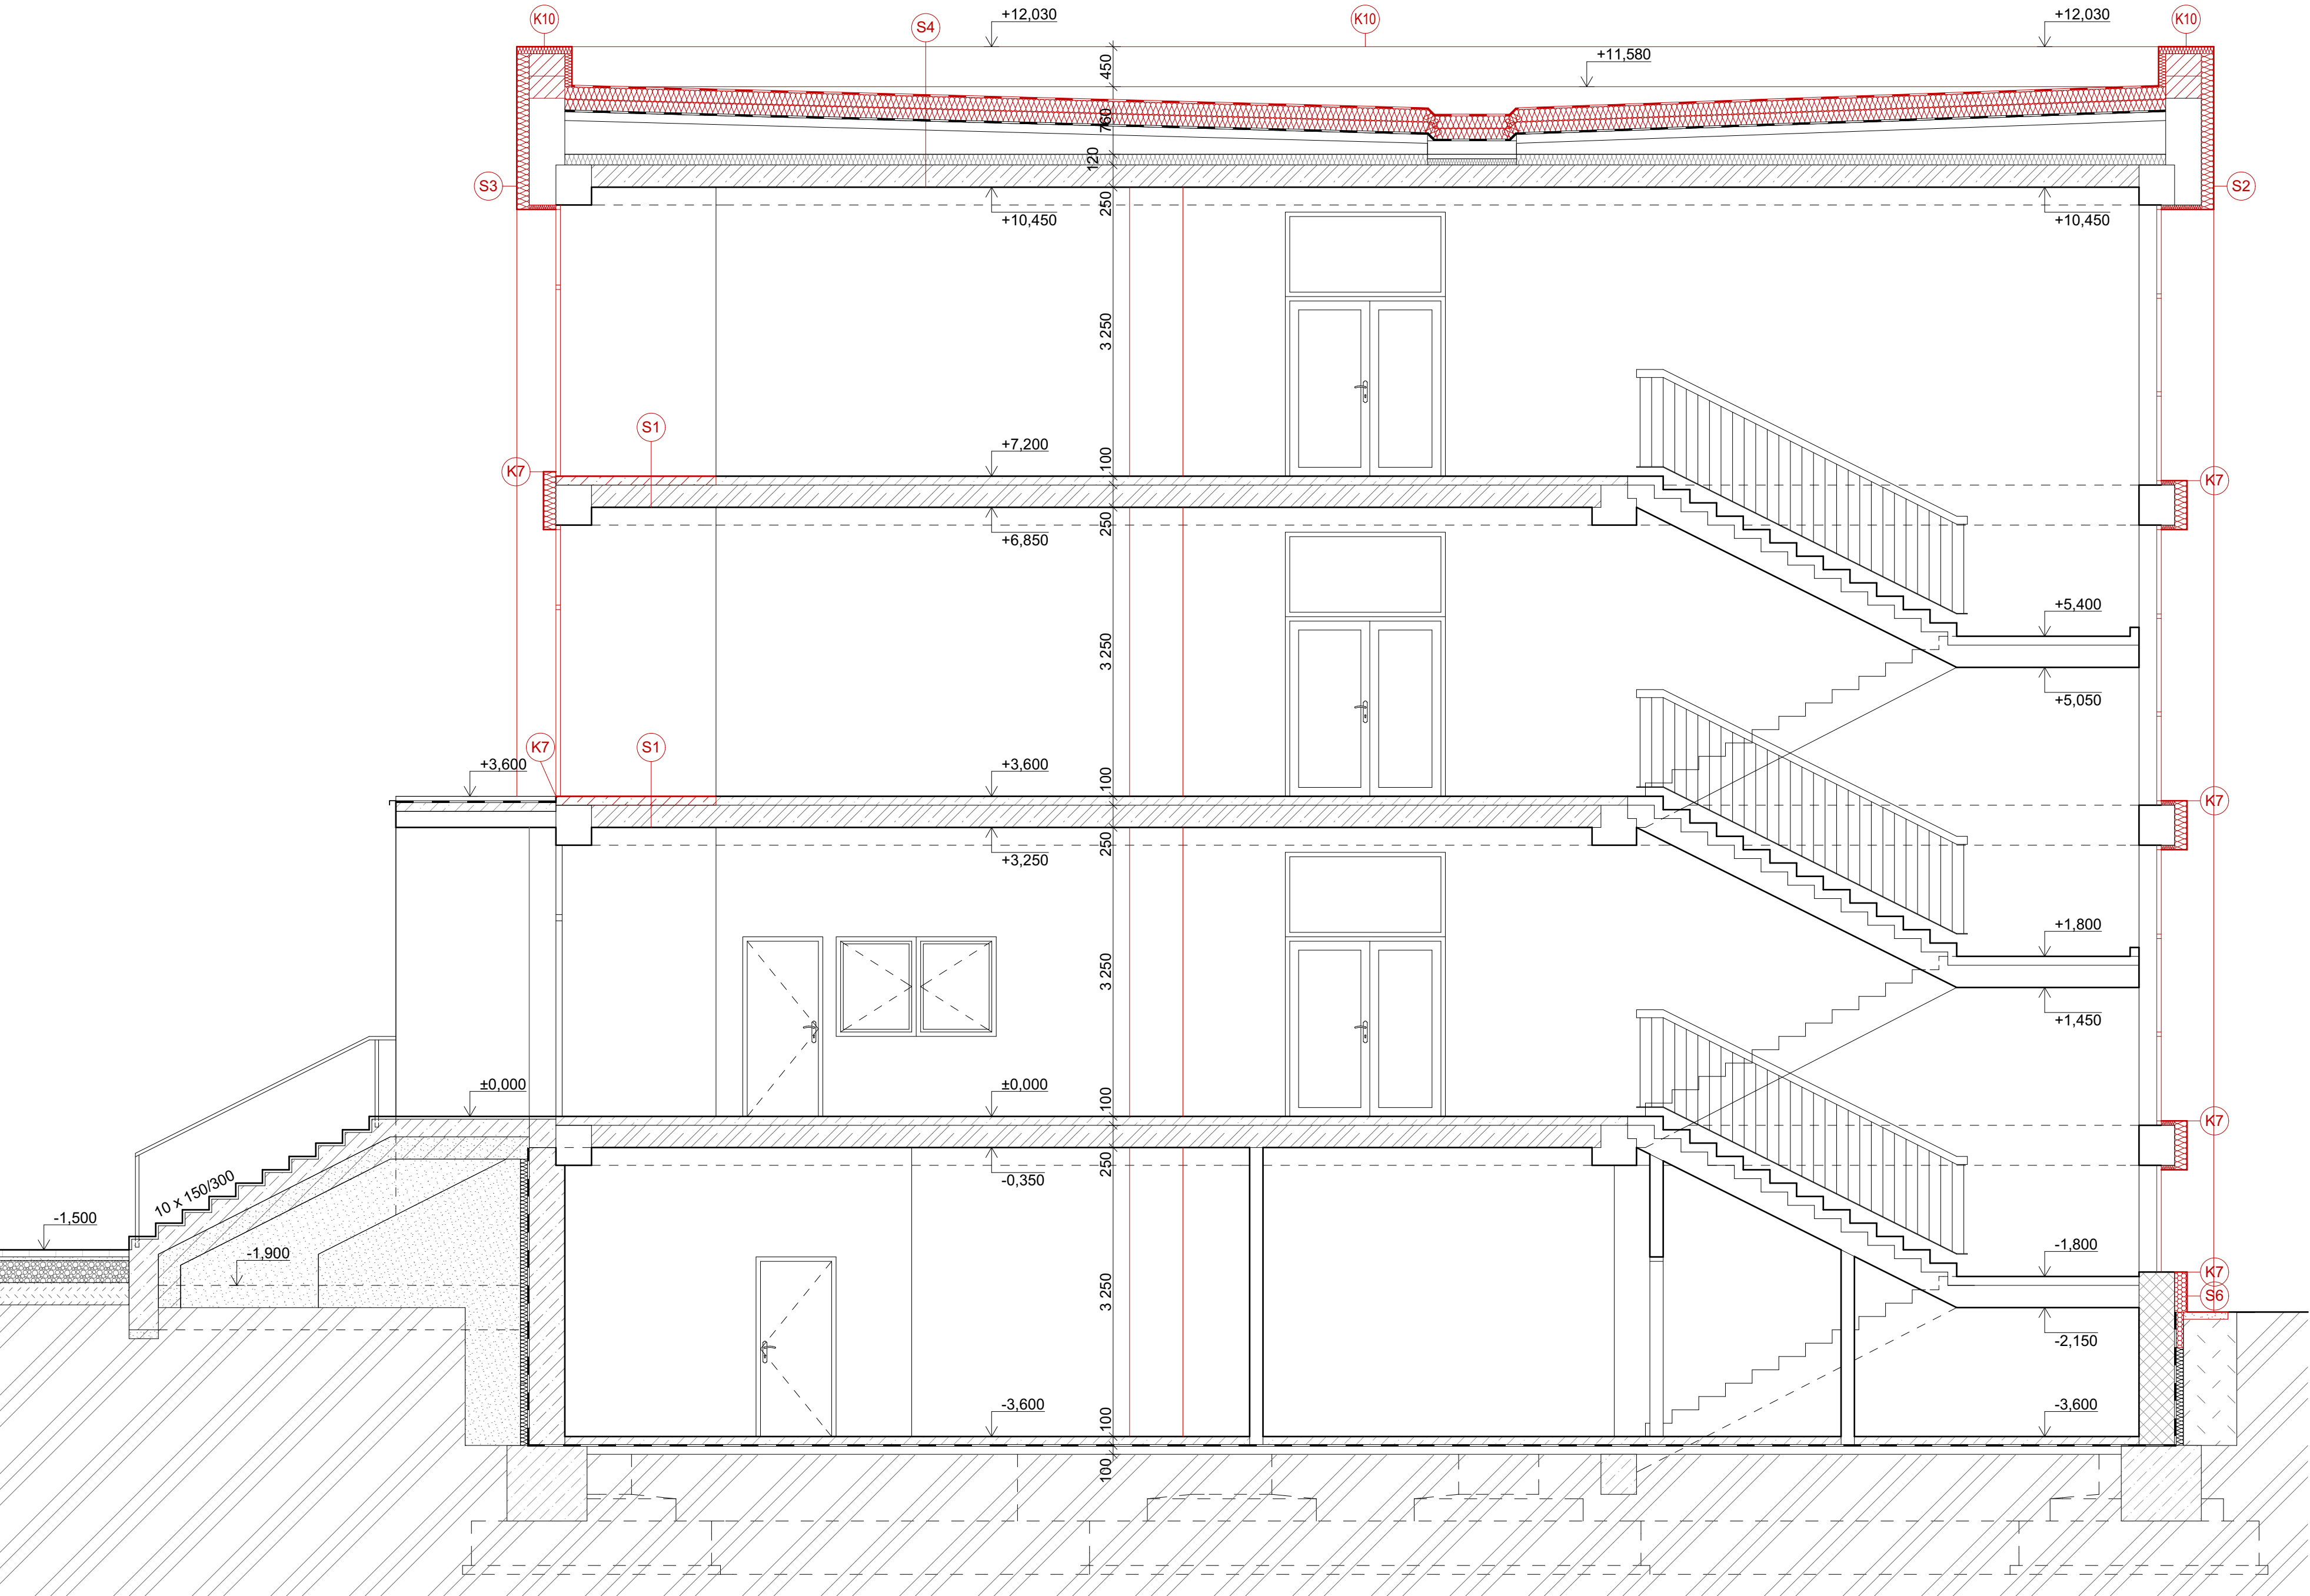 K10
S4
+12,030
K10
+12,030
K10
+11,580
450
760
120
S3
S2
250
+10,450
+10,450
3 250
S1
+7,200
100
K7
K7
250
+6,850
+5,400
3 250
+5,050
K7
S1
+3,600
+3,600
100
K7
250
+3,250
+1,800
3 250
+1,450
±0,000
±0,000
100
K7
250
-0,350
10 x 150/300
-1,500
-1,900
-1,800
K7
S6
3 250
-2,150
-3,600
100
-3,600
100